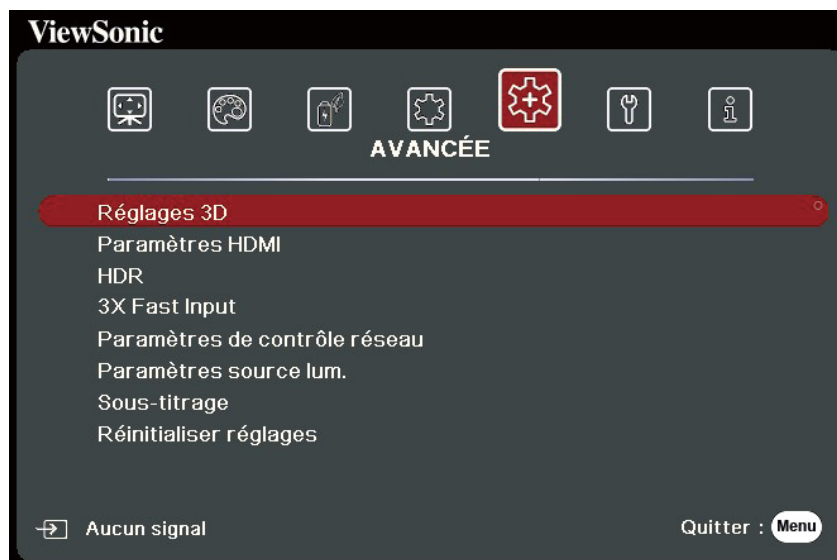 ViewSonic
AVANCÉE
Réglages 3D
Paramètres HDMI
HDR
3X Fast Input
Paramètres de contrôle réseau
Paramètres source lum.
Sous-titrage
Réinitialiser réglages
Aucun signal
Quitter : Menu